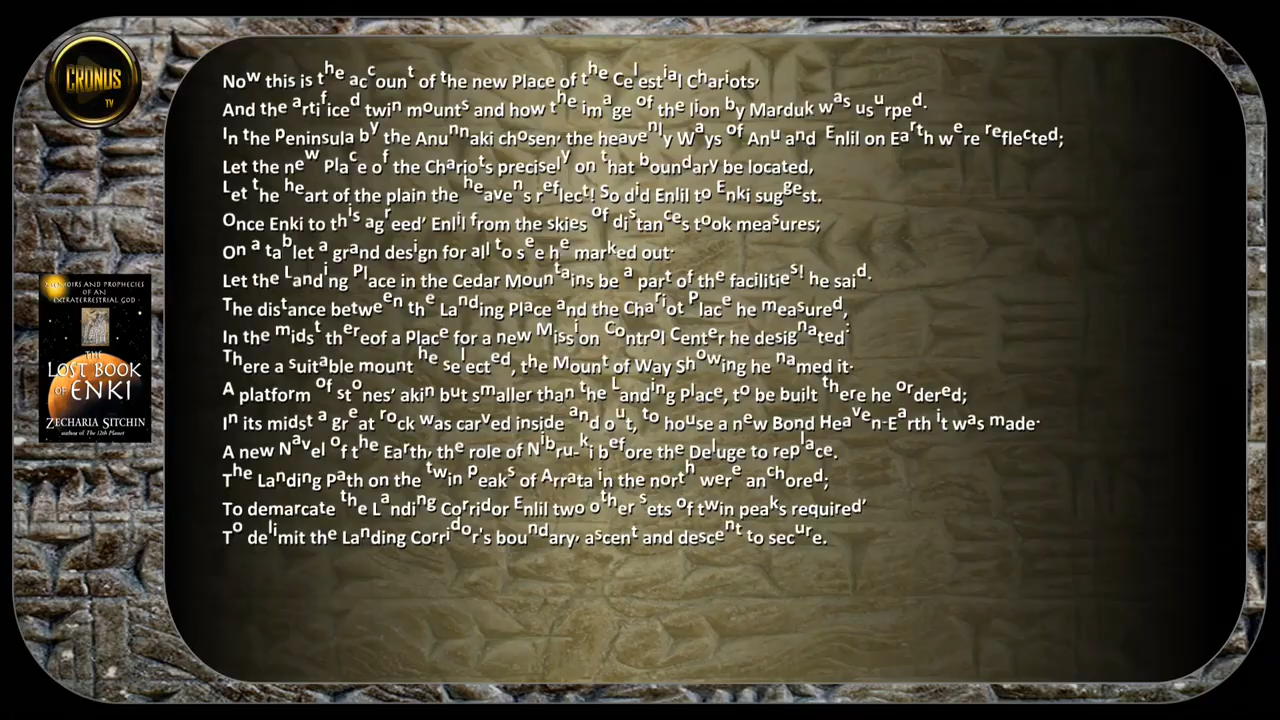 CRONUS
TV
Now this is the account of the new Place of the Celestial Chariots,
And the artificed twin mounts and how the image of the lion by Marduk was usurped.
In the peninsula by the Anunnaki chosen, the heavenly Ways of Anu and Enlil on Earth were reflected;
Let the new Place of the Chariots precisely on that boundary be located,
Let the heart of the plain the heavens reflect! So did Enlil to Enki suggest.
Once Enki to this agreed, Enlil from the skies of distances took measures;
On a tablet a grand design for all to see he marked out.
Let the Landing Place in the Cedar Mountains be a part of the facilities! he said.
The distance between the Landing Place and the Chariot Place he measured,
In the midst thereof a Place for a new Mission Control Center he designated:
There a suitable mount he selected, the Mount of Way Showing he named it.
A platform of stones, akin but smaller than the Landing Place, to be built there he ordered;
In its midst a great rock was carved inside and out, to house a new Bond Heaven-Earth it was made.
A new Navel of the Earth, the role of Nibru-ki before the Deluge to replace.
The Landing Path on the twin peaks of Arrata in the north were anchored;
To demarcate the Landing Corridor Enlil two other sets of twin peaks required,
To delimit the Landing Corridor's boundary, ascent and descent to secure.
MEMOIRS AND PROPHECIES
OF AN
EXTRATERRESTRIAL GOD
THE
LOST BOOK
OF ENKI
ZECHARIA SITCHIN
author of The 12th Planet